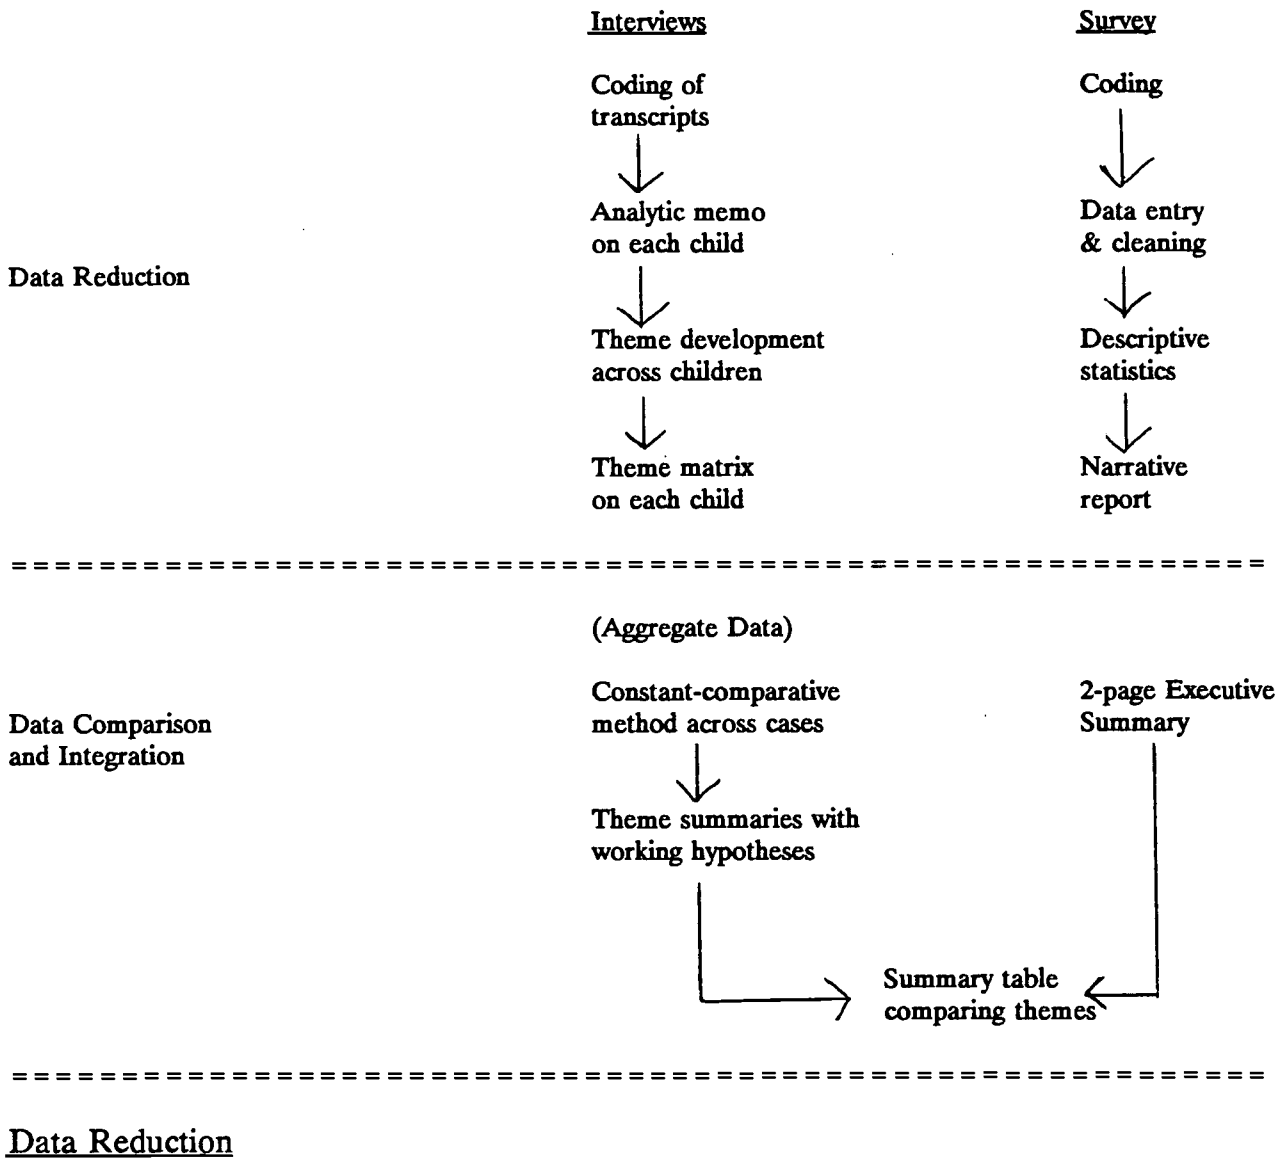 Interviews
Survey
Coding of
transcripts
Coding
Analytic memo
on each child
Data entry
& cleaning
Data Reduction
Theme development
across children
Descriptive
statistics
Theme matrix
on each child
Narrative
report
(Aggregate Data)
Data Comparison
and Integration
Constant-comparative
method across cases
2-page Executive
Summary
Theme summaries with
working hypotheses
Summary table
comparing themes
Data Reduction